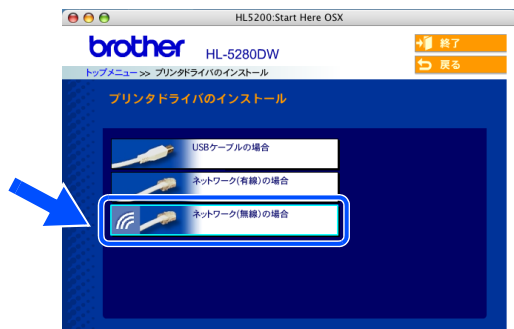 HL5200:Start Here OSX
brother HL-5280DW
終了
戻る
トップメニュー >> プリンタドライバのインストール
プリンタドライバのインストール
USBケーブルの場合
ネットワーク(有線)の場合
ネットワーク(無線)の場合